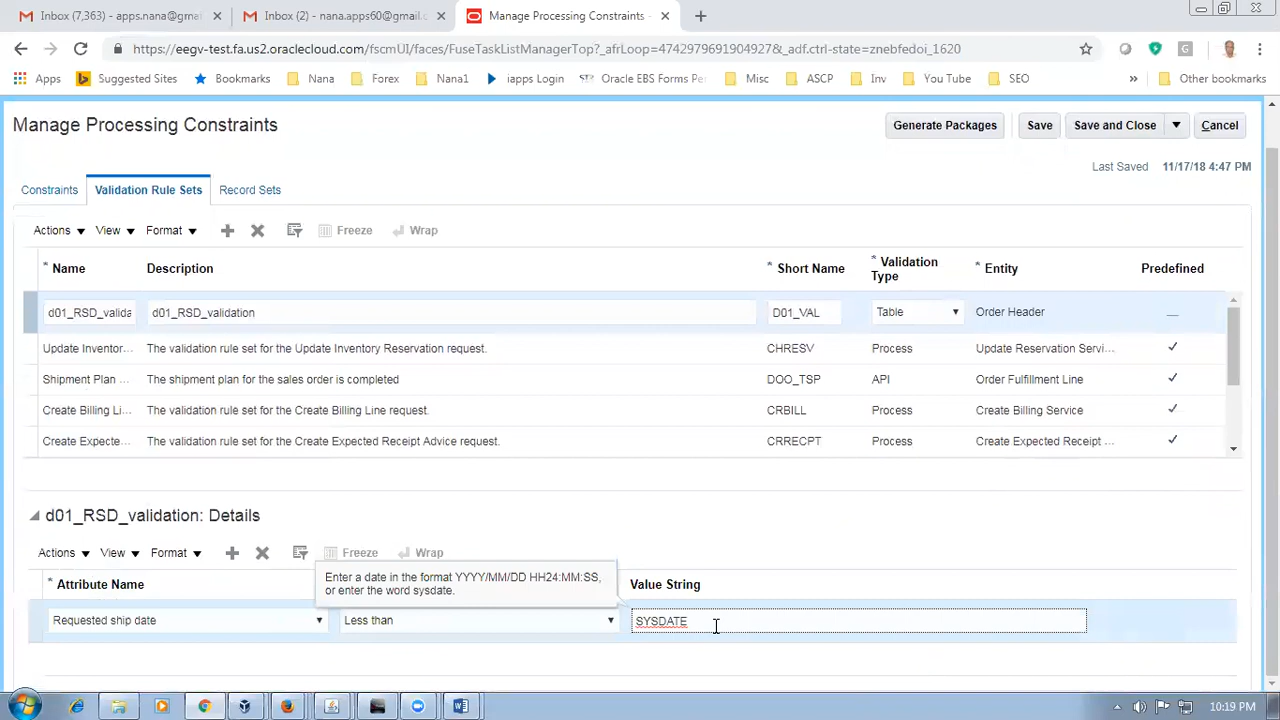 Inbox (7,363) - apps.nana@gma
Inbox (2) - nana.apps60@gmail.c
Manage Processing Constraints -
https://eegv-test.fa.us2.oraclecloud.com/fscmUI/faces/FuseTaskListManagerTop?_afrLoop=4742979691904927&_adf.ctrl-state=znebfedoi_1620
Apps
Suggested Sites
Bookmarks
Nana
Forex
Nana1
iapps Login
Oracle EBS Forms Pe
Misc
ASCP
Inv
You Tube
SEO
Other bookmarks
Manage Processing Constraints
Generate Packages
Save
Save and Close
Cancel
Last Saved 11/17/18 4:47 PM
Constraints
Validation Rule Sets
Record Sets
Actions
View
Format
Freeze
Wrap
* Name
Description
* Short Name
* Validation Type
* Entity
Predefined
d01_RSD_valida d01_RSD_validation D01_VAL Table Order Header
Update Inventor... The validation rule set for the Update Inventory Reservation request. CHRESV Process Update Reservation Servi...
Shipment Plan ... The shipment plan for the sales order is completed DOO_TSP API Order Fulfillment Line
Create Billing Li... The validation rule set for the Create Billing Line request. CRBILL Process Create Billing Service
Create Expecte... The validation rule set for the Create Expected Receipt Advice request. CRRECPT Process Create Expected Receipt ...
d01_RSD_validation: Details
Actions
View
Format
Freeze
Wrap
Enter a date in the format YYYY/MM/DD HH24:MM:SS,
or enter the word sysdate.
* Attribute Name
Value String
Requested ship date
Less than
SYSDATE
10:19 PM